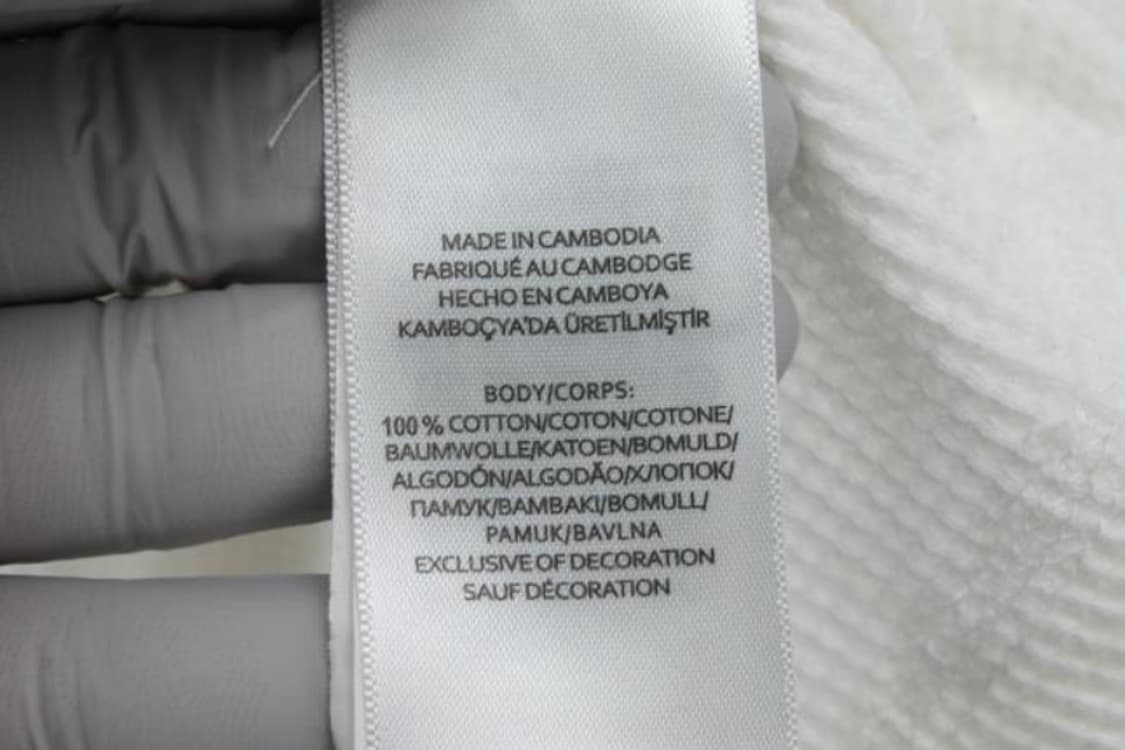 MADE IN CAMBODIA
FABRIQUÉ AU CAMBODGE
HECHO EN CAMBOYA
KAMBOÇYA'DA ÜRETİLMİŞTİR
BODY/CORPS:
100 % COTTON/COTON/COTONE/
BAUMWOLLE/KATOEN/BOMULD/
ALGODÓN/ALGODÃO/ХЛОПОК/
ПАМУК/BAMBAKI/BOMULL/
PAMUK/BAVLNA
EXCLUSIVE OF DECORATION
SAUF DÉCORATION